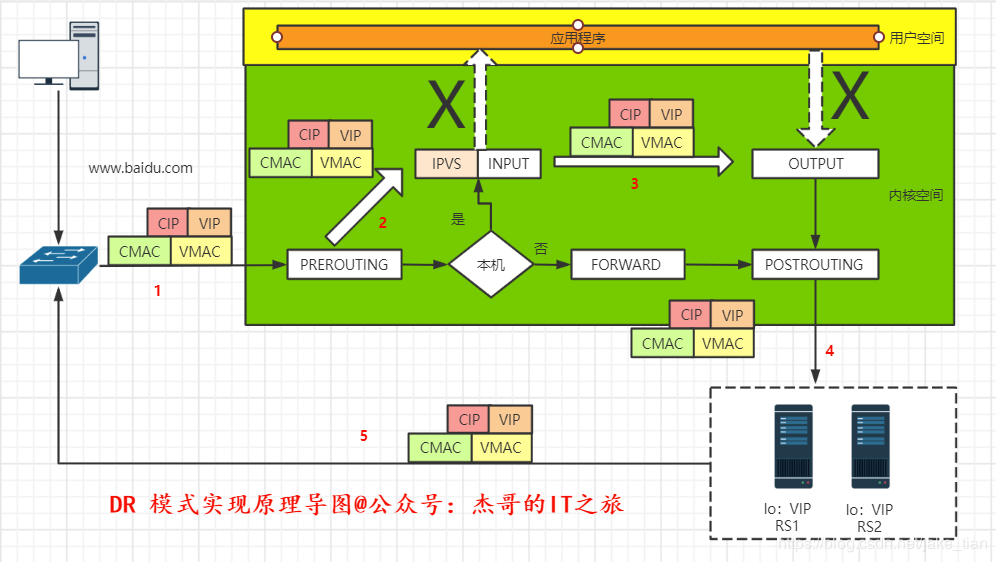 应用程序
用户空间
CIP VIP
CMAC VMAC
CIP VIP
CMAC VMAC
IPVS INPUT
OUTPUT
www.baidu.com
3
内核空间
2
是
CIP VIP
CMAC VMAC
否
PREROUTING
本机
FORWARD
POSTROUTING
1
CIP VIP
CMAC VMAC
4
CIP VIP
CMAC VMAC
5
DR 模式实现原理导图@公众号：杰哥的IT之旅
lo：VIP
RS1
lo：VIP
RS2
https://blog.csdn.net/jake_tian